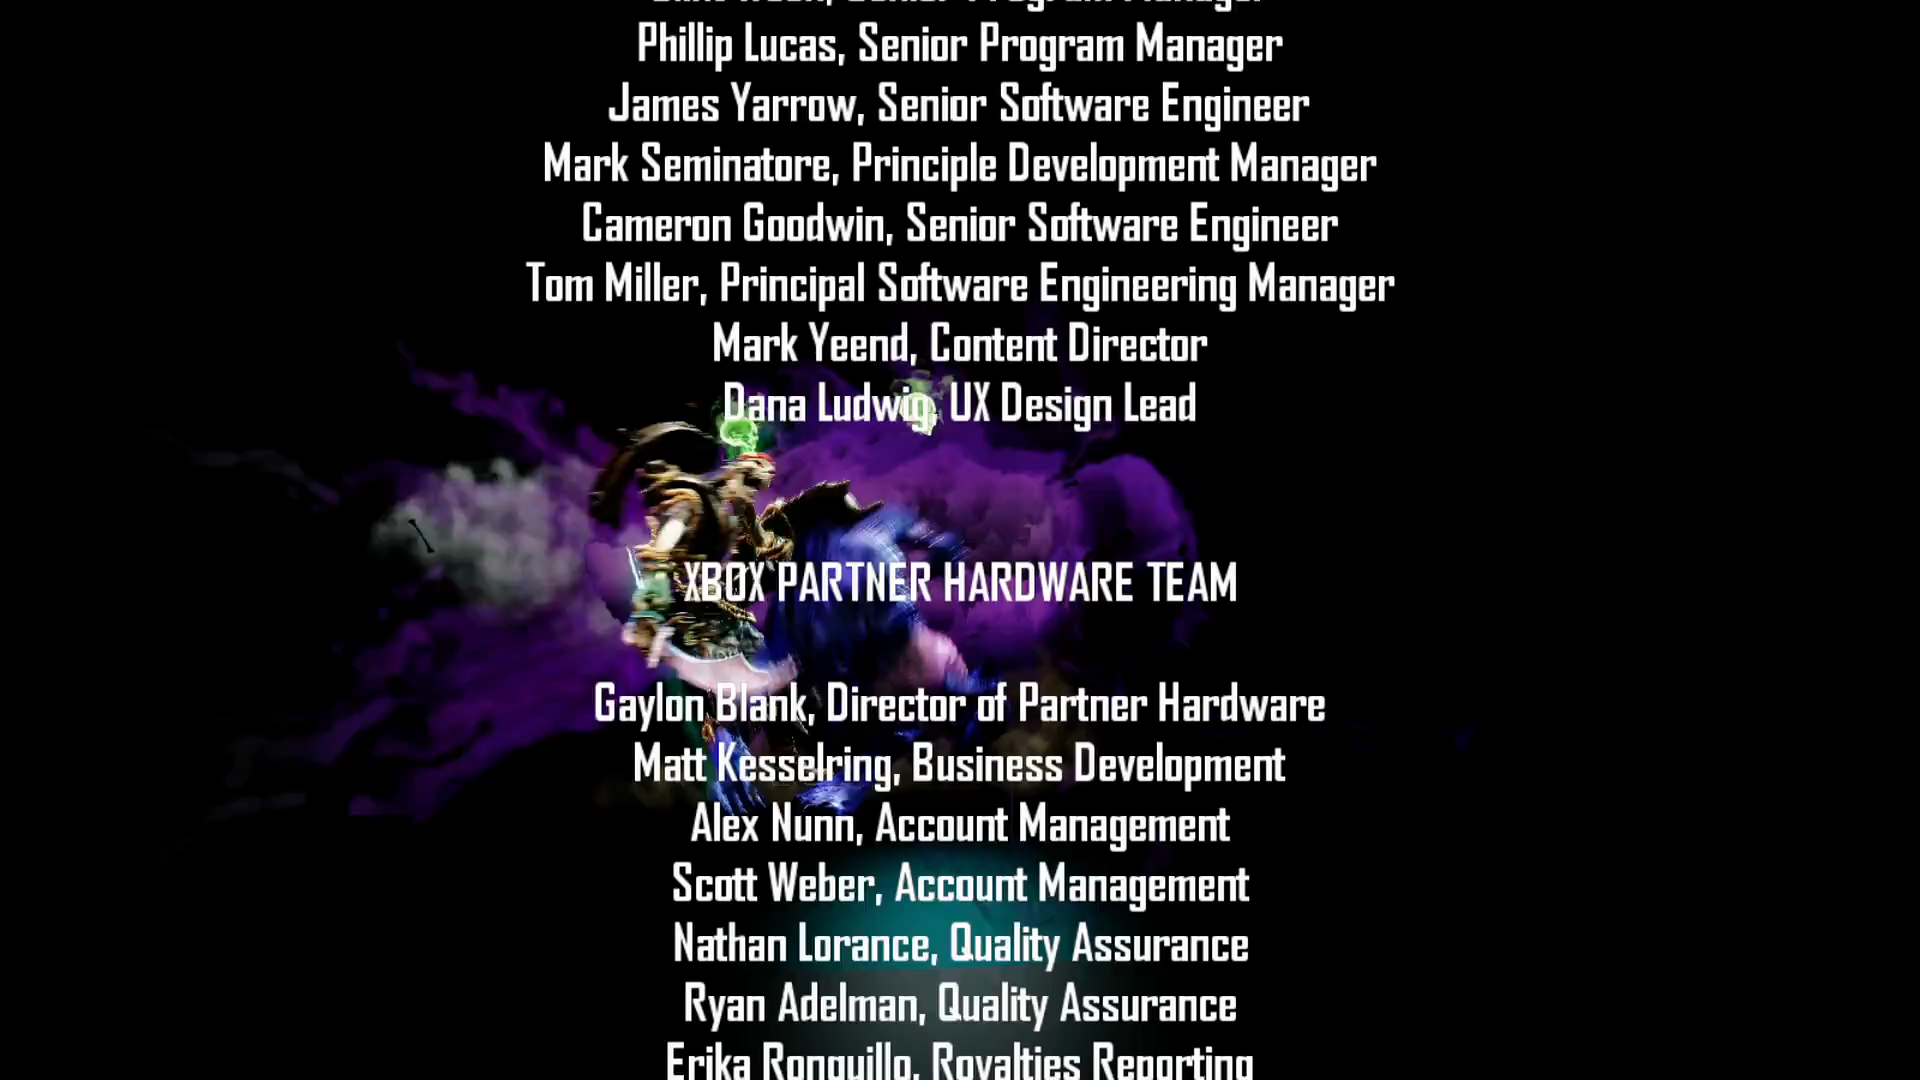 Senior Program Manager
Phillip Lucas, Senior Program Manager
James Yarrow, Senior Software Engineer
Mark Seminatore, Principle Development Manager
Cameron Goodwin, Senior Software Engineer
Tom Miller, Principal Software Engineering Manager
Mark Yeend, Content Director
Dana Ludwig, UX Design Lead
XBOX PARTNER HARDWARE TEAM
Gaylon Blank, Director of Partner Hardware
Matt Kesselring, Business Development
Alex Nunn, Account Management
Scott Weber, Account Management
Nathan Lorance, Quality Assurance
Ryan Adelman, Quality Assurance
Erika Ronquillo, Royalties Reporting